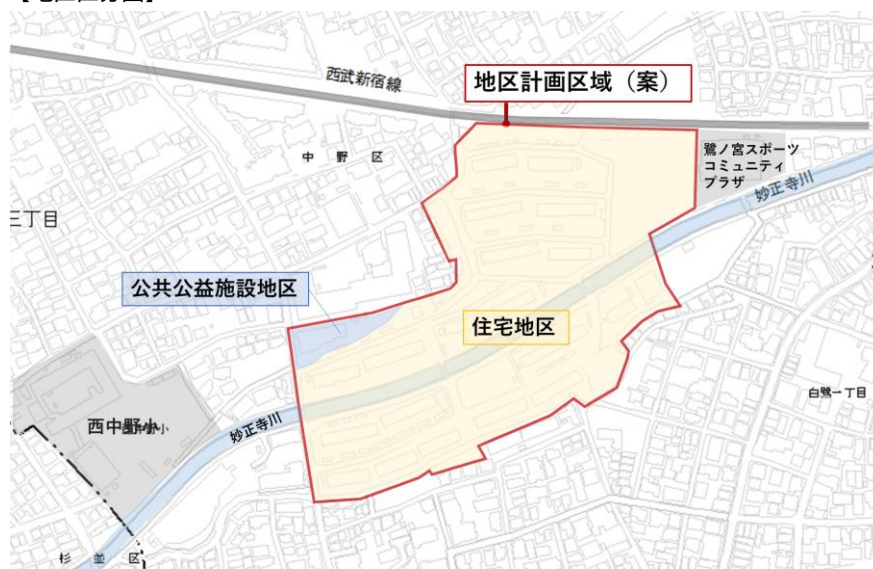 西武新宿線
地区計画区域（案）
中野区
鷺ノ宮スポーツ
コミュニティ
プラザ
妙正寺川
三丁目
公共公益施設地区
住宅地区
白鷺一丁目
西中野小
妙正寺川
杉並区